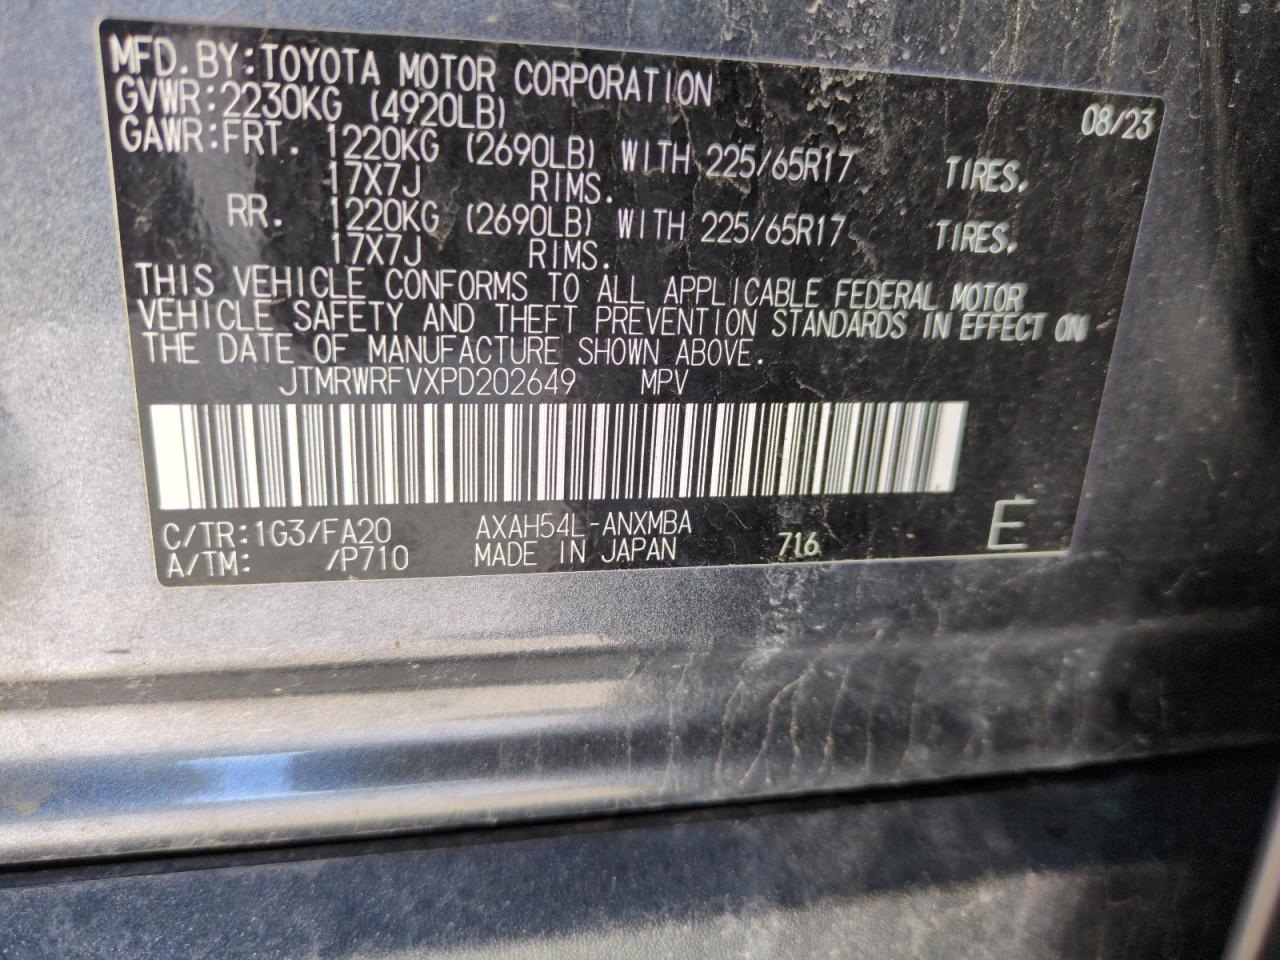 MFD.BY:TOYOTA MOTOR CORPORATION 08/23
GVWR:2230KG (4920LB)
GAWR:FRT. 1220KG (2690LB) WITH 225/65R17 TIRES,
17X7J RIMS.
RR. 1220KG (2690LB) WITH 225/65R17 TIRES,
17X7J RIMS.
THIS VEHICLE CONFORMS TO ALL APPLICABLE FEDERAL MOTOR
VEHICLE SAFETY AND THEFT PREVENTION STANDARDS IN EFFECT ON
THE DATE OF MANUFACTURE SHOWN ABOVE.
JTMRWRFVXPD202649 MPV
C/TR:1G3/FA20 AXAH54L-ANXMBA
A/TM: /P710 MADE IN JAPAN 716 E